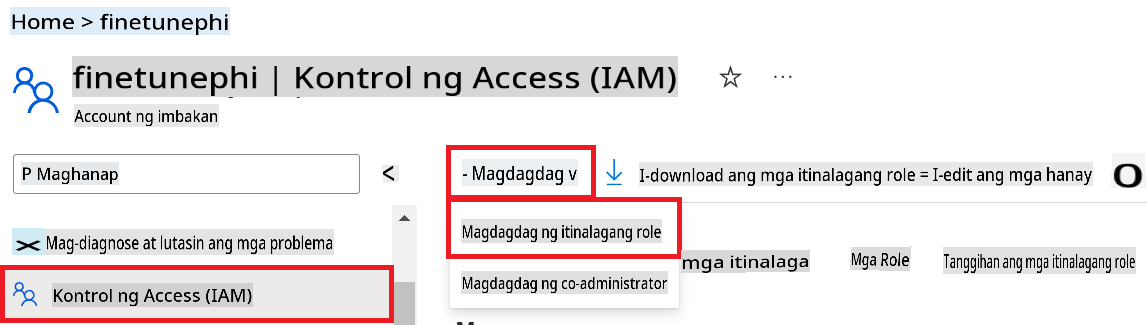 Home > finetunephi
finetunephi | Kontrol ng Access (IAM)
Account ng imbakan
P Maghanap
- Magdagdag v
I-download ang mga itinalagang role = I-edit ang mga hanay
Mag-diagnose at lutasin ang mga problema
Kontrol ng Access (IAM)
Magdagdag ng itinalagang role
Magdagdag ng co-administrator
mga itinalaga
Mga Role
Tanggihan ang mga itinalagang role